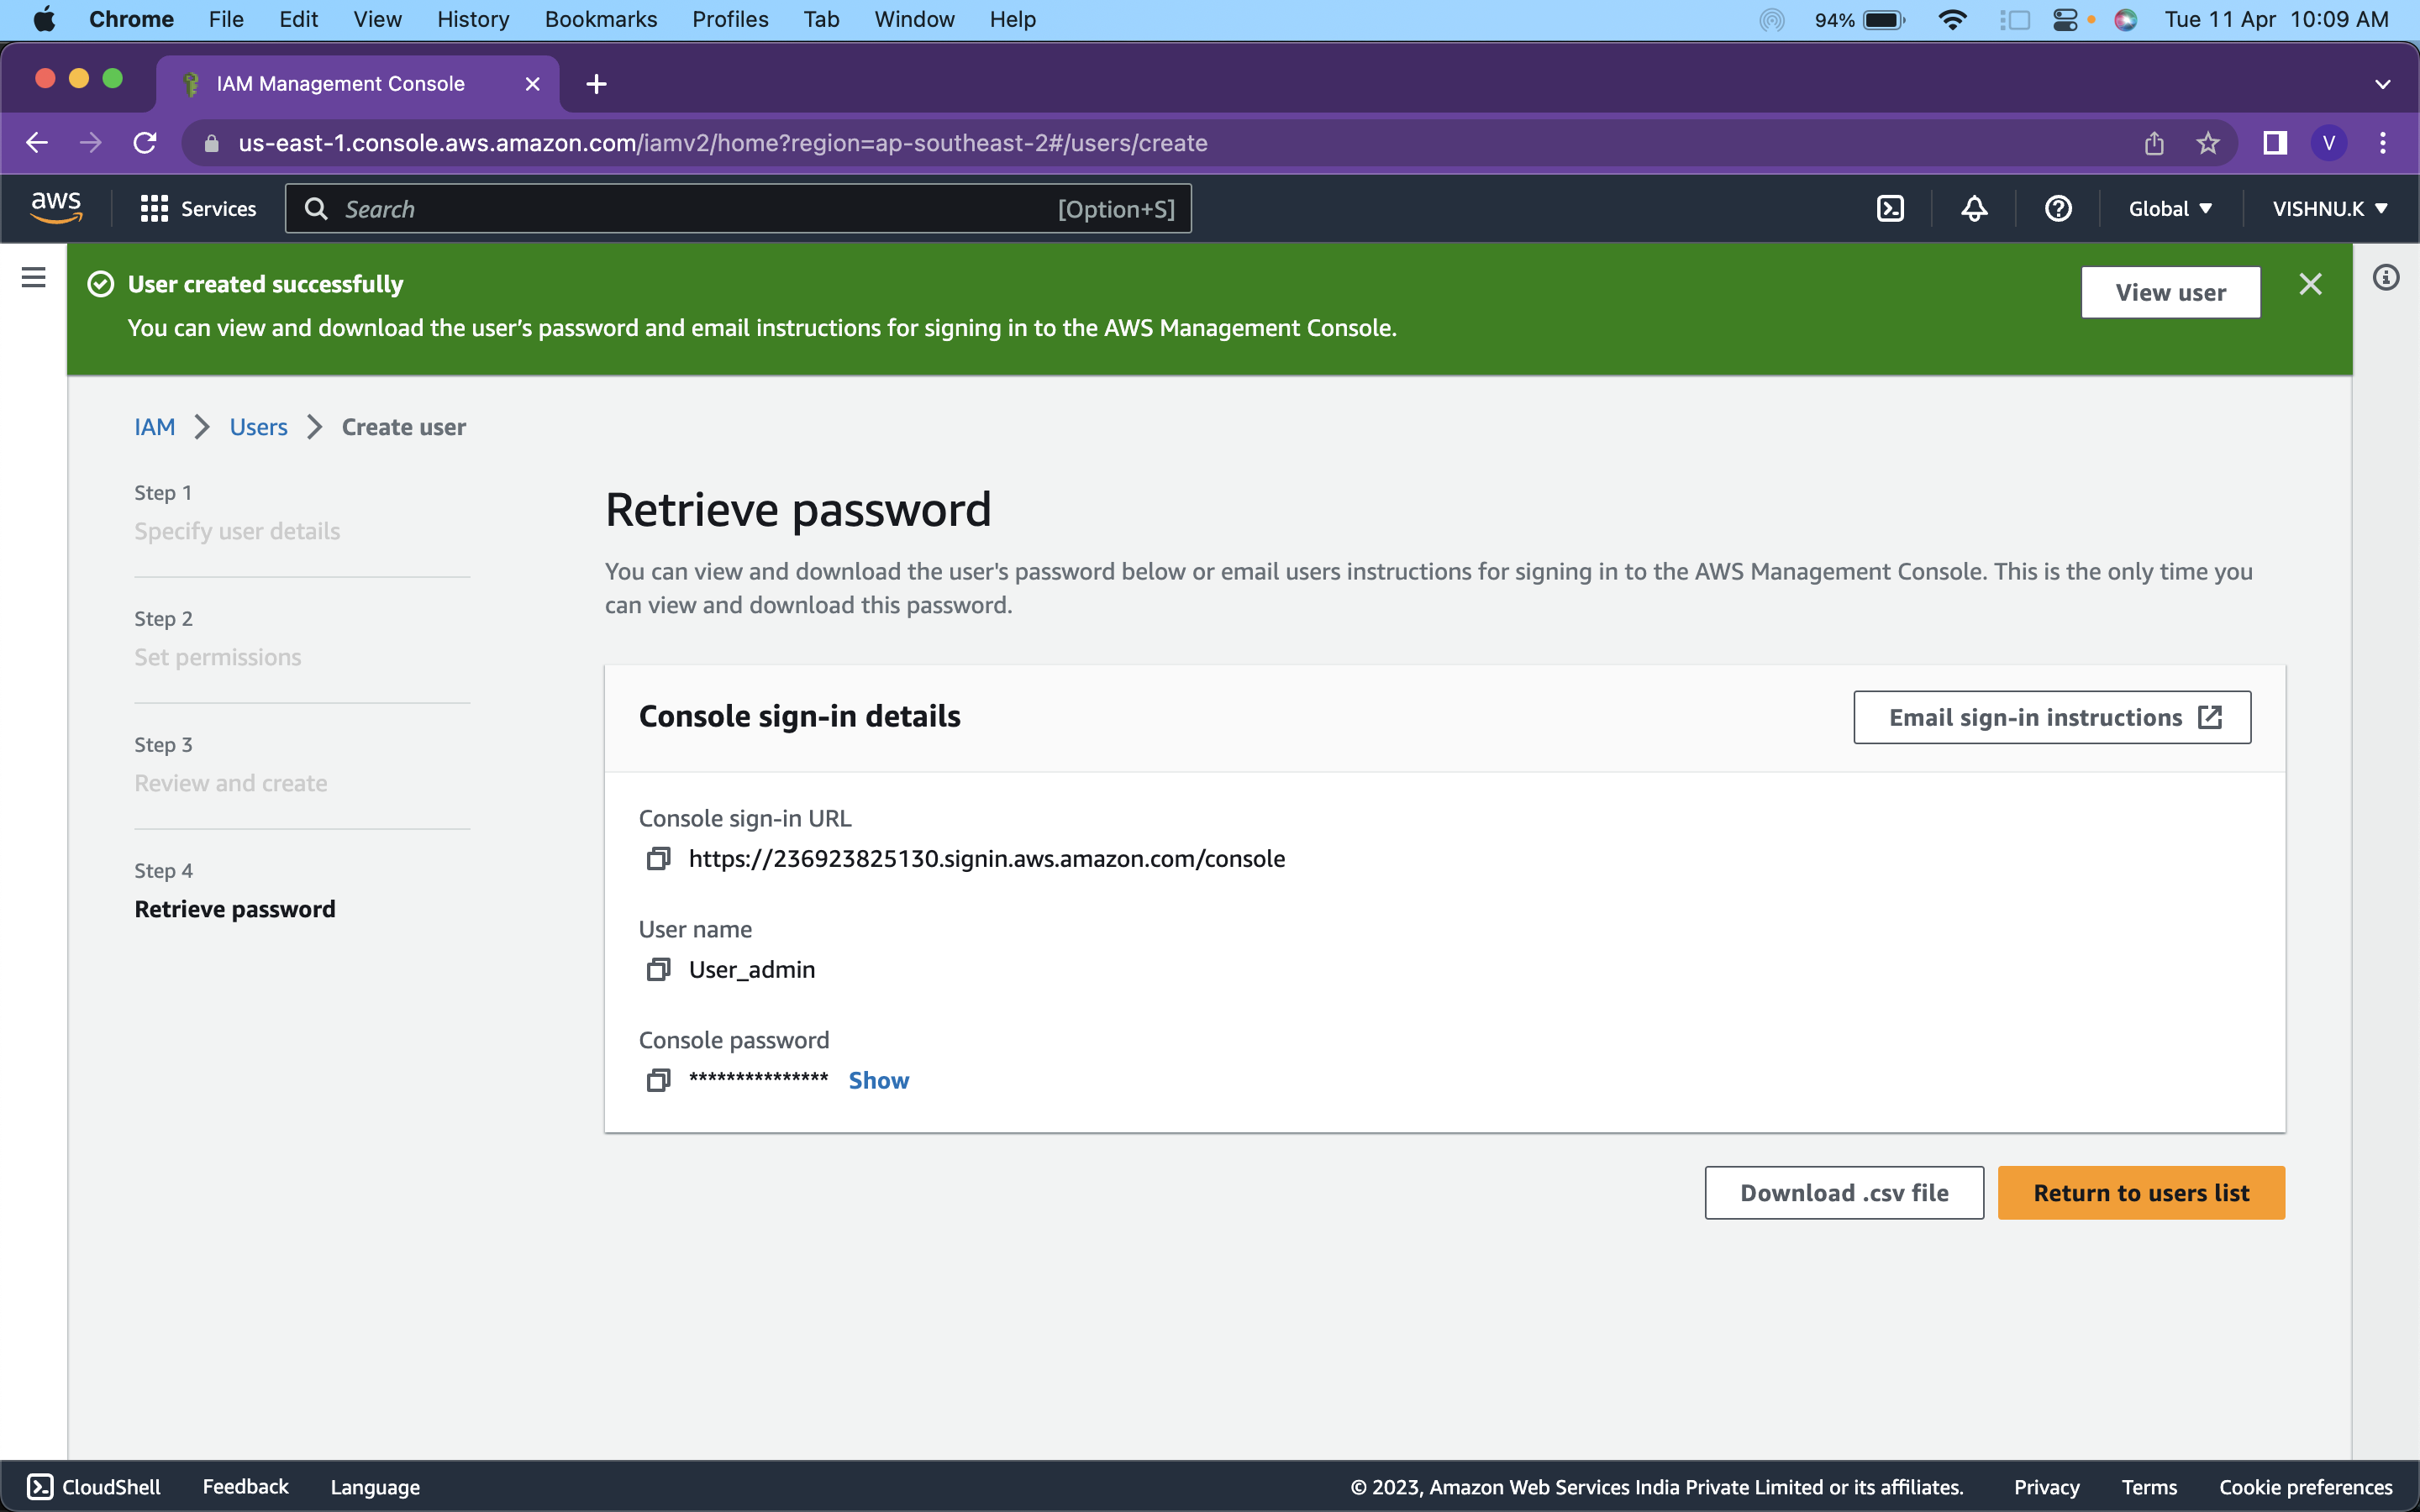 Chrome File Edit View History Bookmarks Profiles Tab Window Help 94% Tue 11 Apr 10:09 AM
IAM Management Console
us-east-1.console.aws.amazon.com/iamv2/home?region=ap-southeast-2#/users/create V
aws Services Search [Option+S] Global VISHNU.K
User created successfully
You can view and download the user's password and email instructions for signing in to the AWS Management Console.
View user
IAM Users Create user
Step 1
Specify user details
Step 2
Set permissions
Step 3
Review and create
Step 4
Retrieve password
Retrieve password
You can view and download the user's password below or email users instructions for signing in to the AWS Management Console. This is the only time you
can view and download this password.
Console sign-in details
Email sign-in instructions
Console sign-in URL
https://236923825130.signin.aws.amazon.com/console
User name
User_admin
Console password
*************** Show
Download .csv file Return to users list
CloudShell Feedback Language © 2023, Amazon Web Services India Private Limited or its affiliates. Privacy Terms Cookie preferences